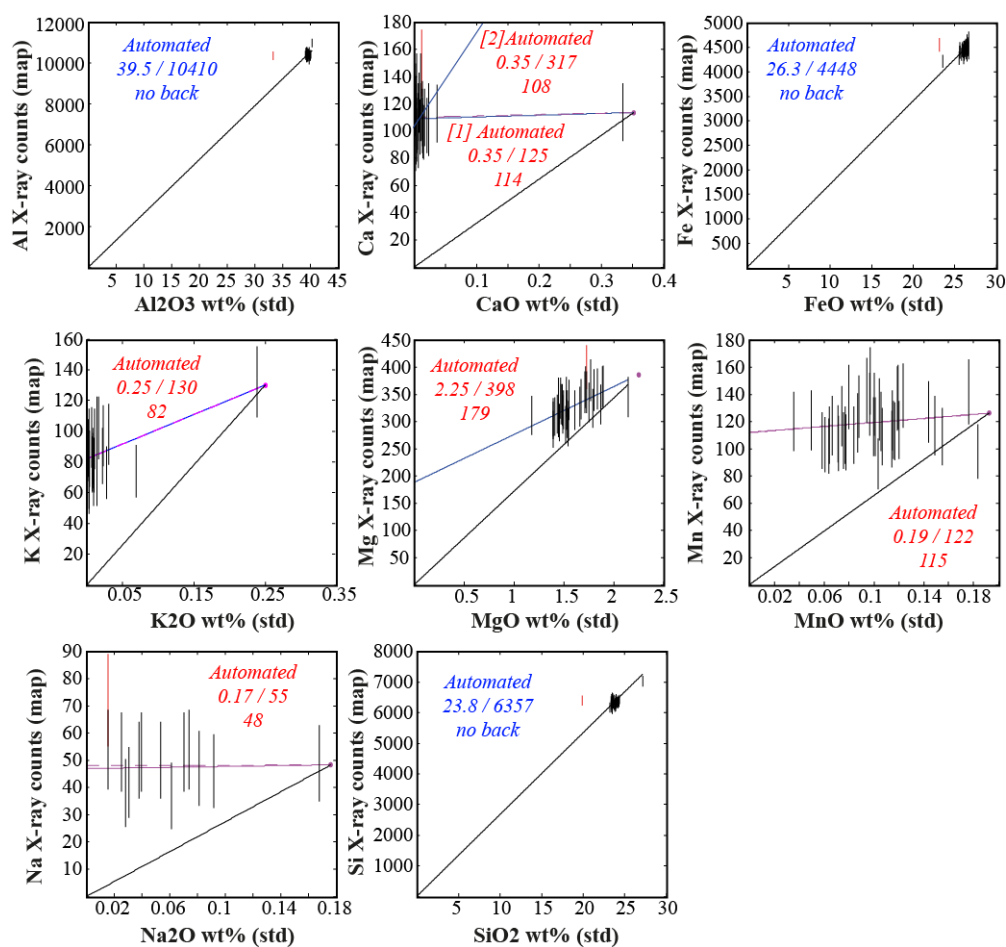 Al X-ray counts (map)
14000
12000
10000
8000
6000
4000
2000
Automated
39.5 / 10410
no back
5 10 15 20 25 30 35 40 45
Al2O3 wt% (std)
Ca X-ray counts (map)
180
160
140
120
100
80
60
40
20
[2]Automated
0.35 / 317
108
[1] Automated
0.35 / 125
114
0.1 0.2 0.3 0.4
CaO wt% (std)
Fe X-ray counts (map)
5000
4500
4000
3500
3000
2500
2000
1500
1000
500
Automated
26.3 / 4448
no back
5 10 15 20 25 30
FeO wt% (std)
K X-ray counts (map)
160
140
120
100
80
60
40
20
Automated
0.25 / 130
82
0.05 0.15 0.25 0.35
K2O wt% (std)
Mg X-ray counts (map)
450
400
350
300
250
200
150
100
50
Automated
2.25 / 398
179
1 1.5 2 2.5
MgO wt% (std)
Mn X-ray counts (map)
180
160
140
120
100
80
60
40
20
Automated
0.19 / 122
115
0.02 0.06 0.1 0.14 0.18
MnO wt% (std)
Na X-ray counts (map)
90
80
70
60
50
40
30
20
10
Automated
0.17 / 55
48
0.02 0.06 0.1 0.14 0.18
Na2O wt% (std)
Si X-ray counts (map)
8000
7000
6000
5000
4000
3000
2000
1000
Automated
23.8 / 6357
no back
5 10 15 20 25 30
SiO2 wt% (std)